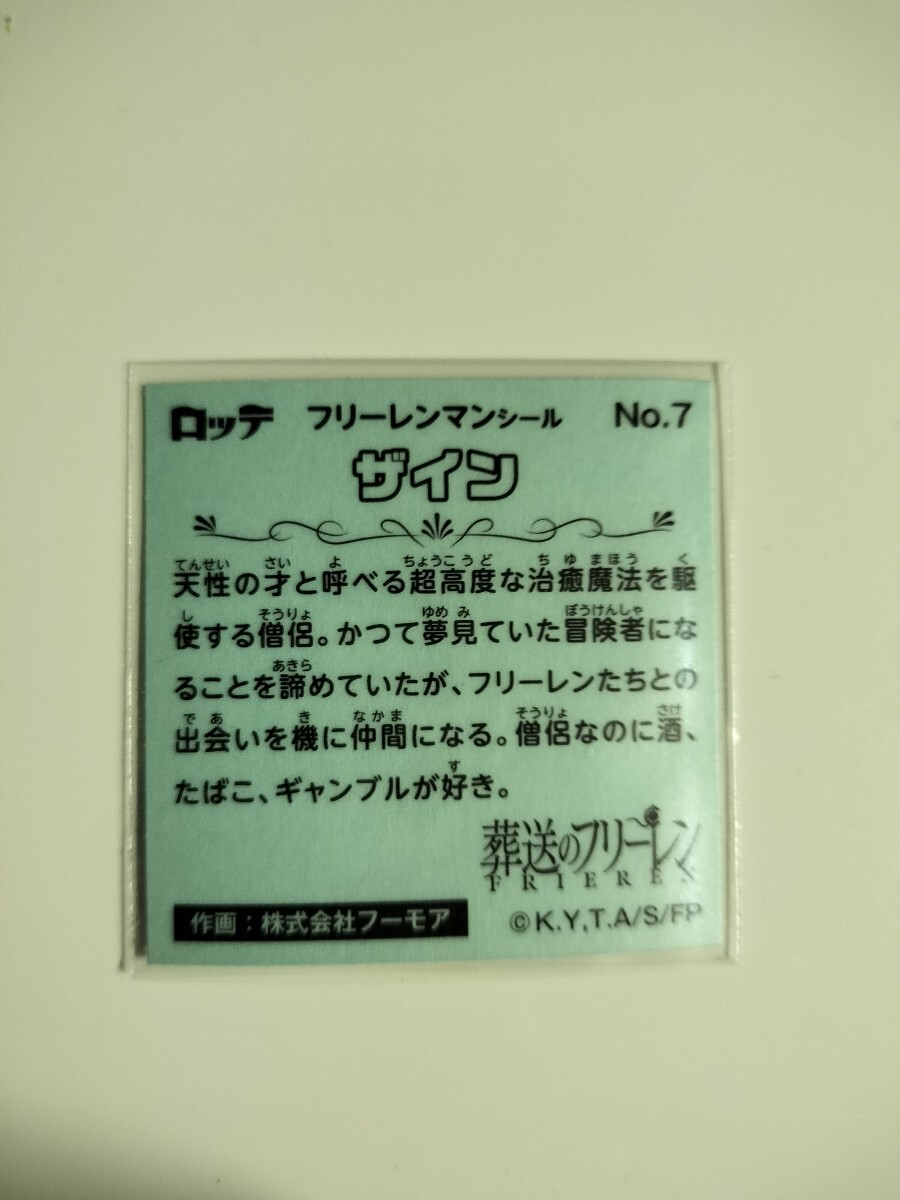 ロッテ フリーレンマンシール No.7
ザイン
天性の才と呼べる超高度な治癒魔法を駆
使する僧侶。かつて夢見ていた冒険者にな
ることを諦めていたが、フリーレンたちとの
出会いを機に仲間になる。僧侶なのに酒、
たばこ、ギャンブルが好き。
葬送のフリーレン
FRIEREN
作画：株式会社フーモア ©K.Y,T.A/S/FP